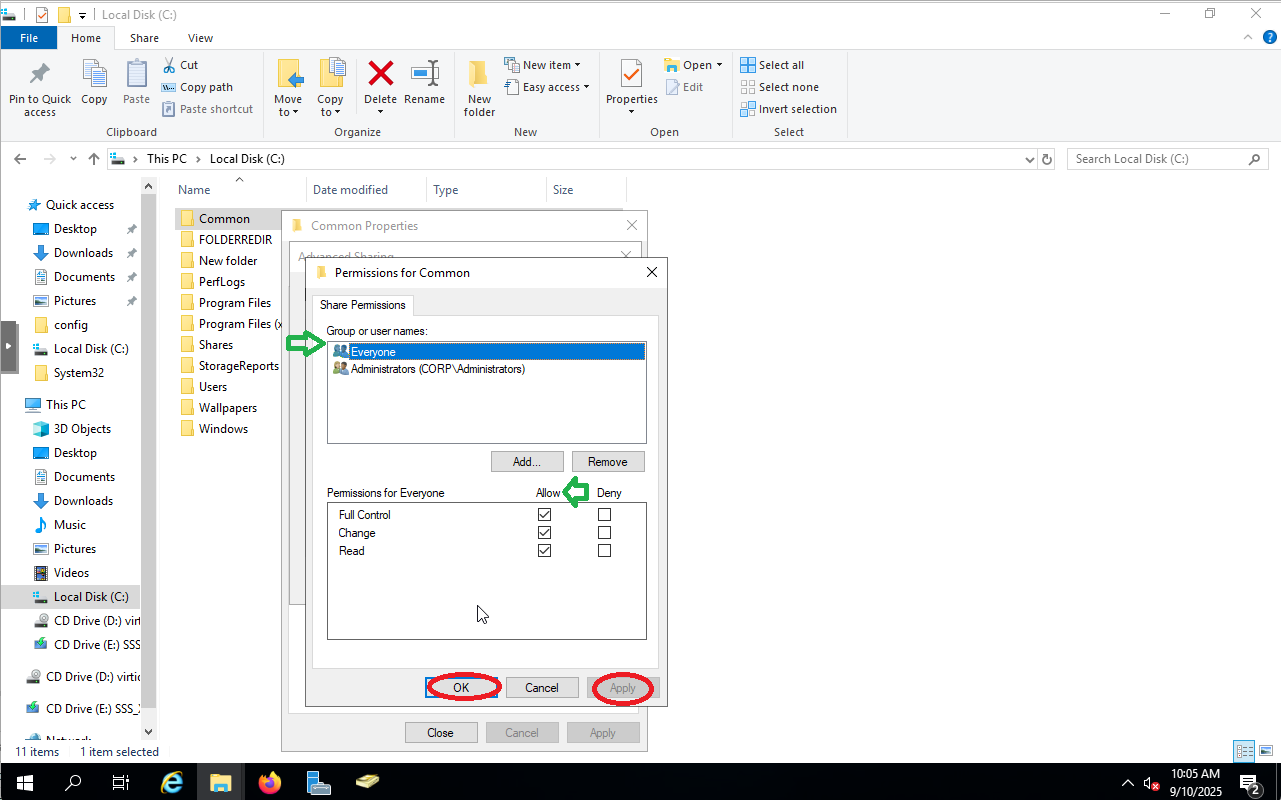 Local Disk (C:)
File Home Share View
Pin to Quick access
Copy
Paste
Cut
Copy path
Paste shortcut
Clipboard
Move to
Copy to
Delete
Rename
Organize
New folder
New item
Easy access
New
Properties
Open
Edit
Open
Select all
Select none
Invert selection
Select
This PC > Local Disk (C:)
Search Local Disk (C:)
Quick access
Desktop
Downloads
Documents
Pictures
config
Local Disk (C:)
System32
This PC
3D Objects
Desktop
Documents
Downloads
Music
Pictures
Videos
Local Disk (C:)
CD Drive (D:) virti
CD Drive (E:) SSS
CD Drive (D:) virtio
CD Drive (E:) SSS_X
Network
Name Date modified Type Size
Common
FOLDERREDIR
New folder
PerfLogs
Program Files
Program Files (x
Shares
StorageReports
Users
Wallpapers
Windows
Common Properties
Advanced Sharing
Permissions for Common
Share Permissions
Group or user names:
Everyone
Administrators (CORP\Administrators)
Add... Remove
Permissions for Everyone Allow Deny
Full Control
Change
Read
OK Cancel Apply
Close Cancel Apply
11 items 1 item selected
10:05 AM
9/10/2025
2